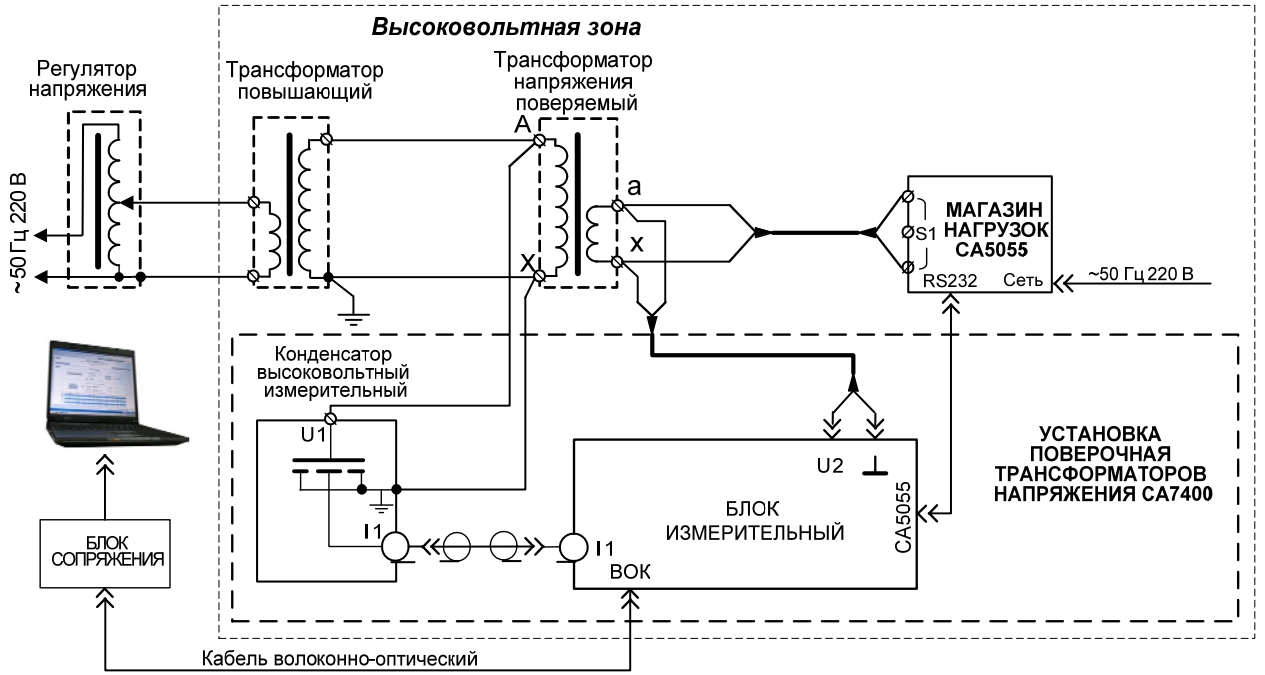 Высоковольтная зона
Регулятор
напряжения
Трансформатор
повышающий
Трансформатор
напряжения
поверяемый
А
Х
а
х
~50 Гц 220 В
МАГАЗИН
НАГРУЗОК
СА5055
S1
RS232
Сеть
~50 Гц 220 В
Конденсатор
высоковольтный
измерительный
U1
I1
I1
U2
БЛОК
ИЗМЕРИТЕЛЬНЫЙ
СА5055
ВОК
УСТАНОВКА
ПОВЕРОЧНАЯ
ТРАНСФОРМАТОРОВ
НАПРЯЖЕНИЯ СА7400
БЛОК
СОПРЯЖЕНИЯ
Кабель волоконно-оптический